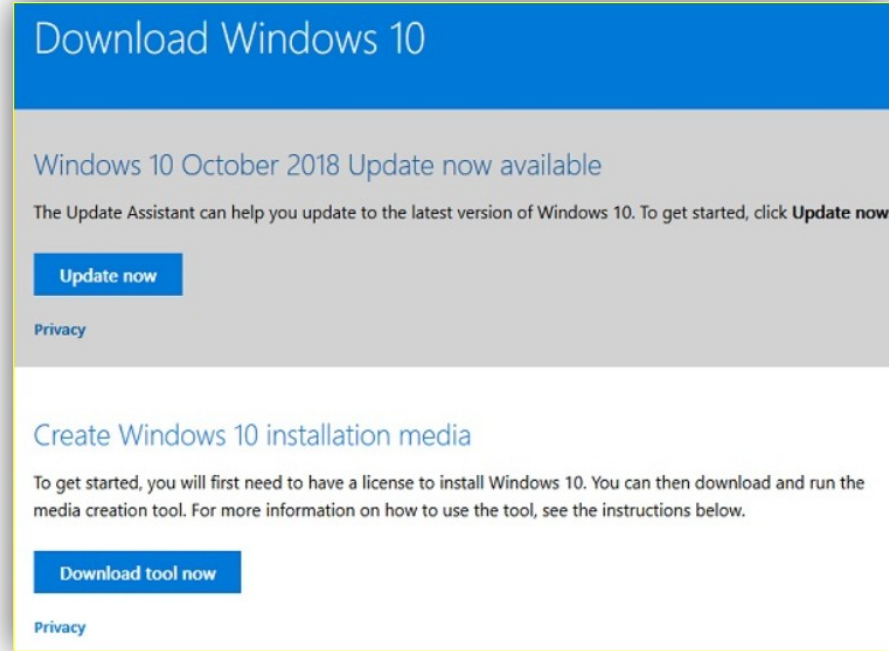 Download Windows 10
Windows 10 October 2018 Update now available
The Update Assistant can help you update to the latest version of Windows 10. To get started, click Update now
Update now
Privacy
Create Windows 10 installation media
To get started, you will first need to have a license to install Windows 10. You can then download and run the
media creation tool. For more information on how to use the tool, see the instructions below.
Download tool now
Privacy